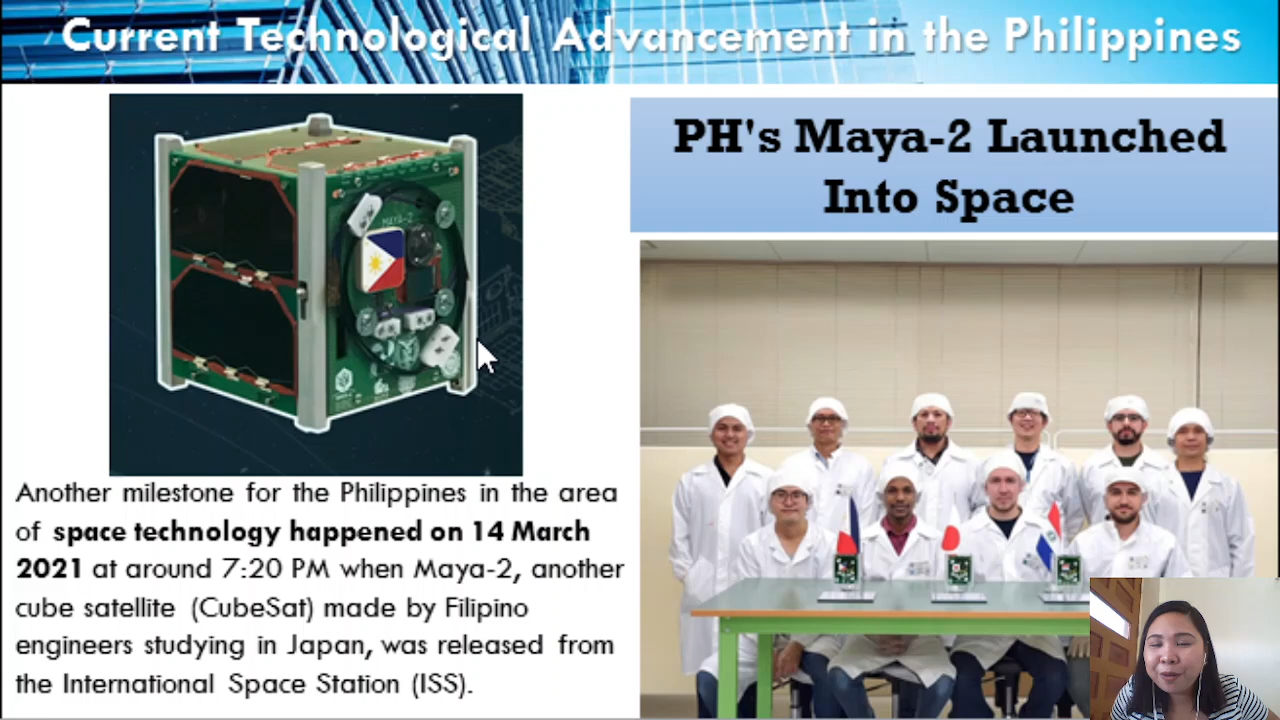 Current Technological Advancement in the Philippines
PH's Maya-2 Launched
Into Space
MAYA-2
Another milestone for the Philippines in the area
of space technology happened on 14 March
2021 at around 7:20 PM when Maya-2, another
cube satellite (CubeSat) made by Filipino
engineers studying in Japan, was released from
the International Space Station (ISS).